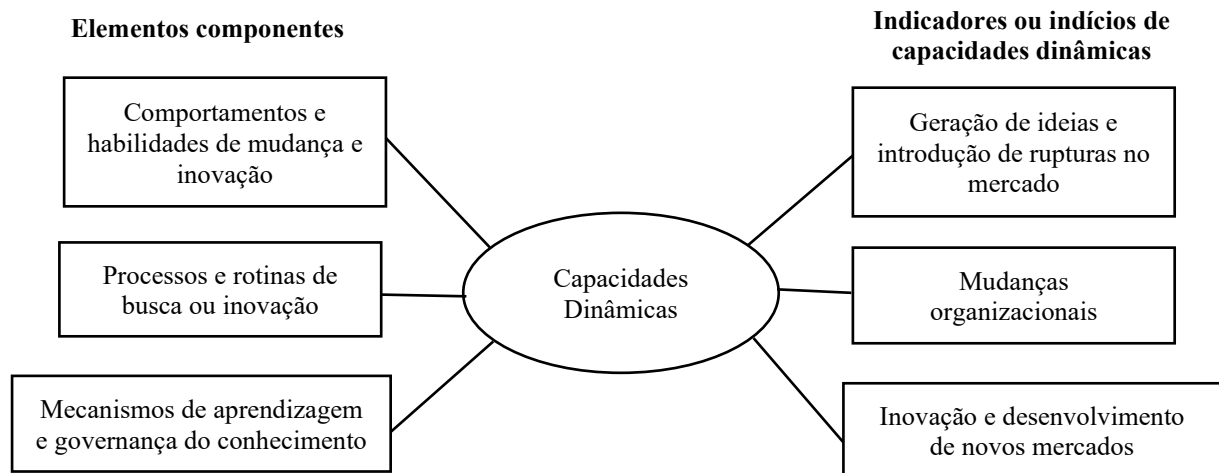 Elementos componentes
Comportamentos e
habilidades de mudança e
inovação
Processos e rotinas de
busca ou inovação
Mecanismos de aprendizagem
e governança do conhecimento
Capacidades
Dinâmicas
Indicadores ou indícios de
capacidades dinâmicas
Geração de ideias e
introdução de rupturas no
mercado
Mudanças
organizacionais
Inovação e desenvolvimento
de novos mercados